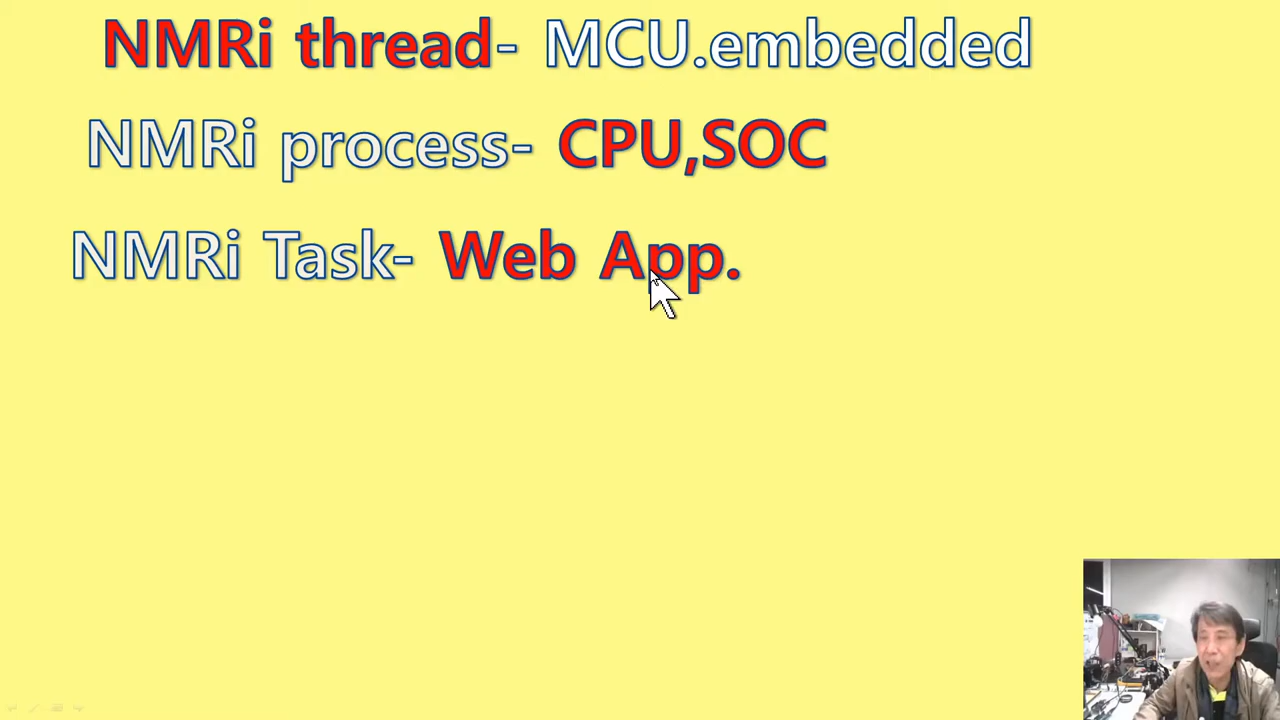 NMRi thread- MCU.embedded
NMRi process- CPU,SOC
NMRi Task- Web App.